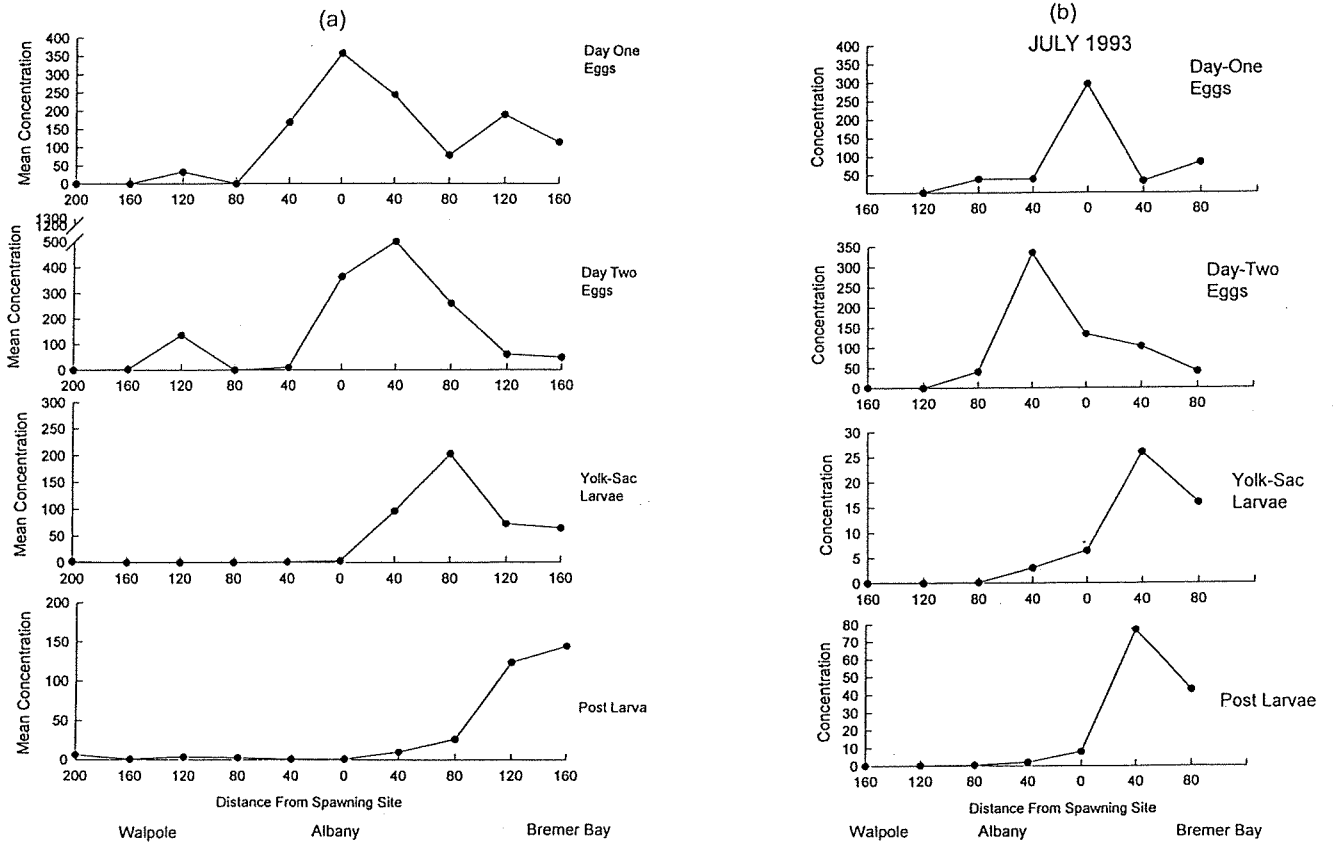 (a)
Day One
Eggs
Mean Concentration
400
350
300
250
200
150
100
50
0
200 160 120 80 40 0 40 80 120 160
Day Two
Eggs
Mean Concentration
1300
1200
500
400
300
200
100
0
200 160 120 80 40 0 40 80 120 160
Yolk-Sac
Larvae
Mean Concentration
300
250
200
150
100
50
0
200 160 120 80 40 0 40 80 120 160
Post Larva
Mean Concentration
200
150
100
50
0
200 160 120 80 40 0 40 80 120 160
Distance From Spawning Site
Walpole Albany Bremer Bay
(b)
JULY 1993
Day-One
Eggs
Concentration
400
350
300
250
200
150
100
50
160 120 80 40 0 40 80
Day-Two
Eggs
Concentration
350
300
250
200
150
100
50
0
160 120 80 40 0 40 80
Yolk-Sac
Larvae
Concentration
30
25
20
15
10
5
0
160 120 80 40 0 40 80
Post Larvae
Concentration
80
70
60
50
40
30
20
10
0
160 120 80 40 0 40 80
Distance From Spawning Site
Walpole Albany Bremer Bay